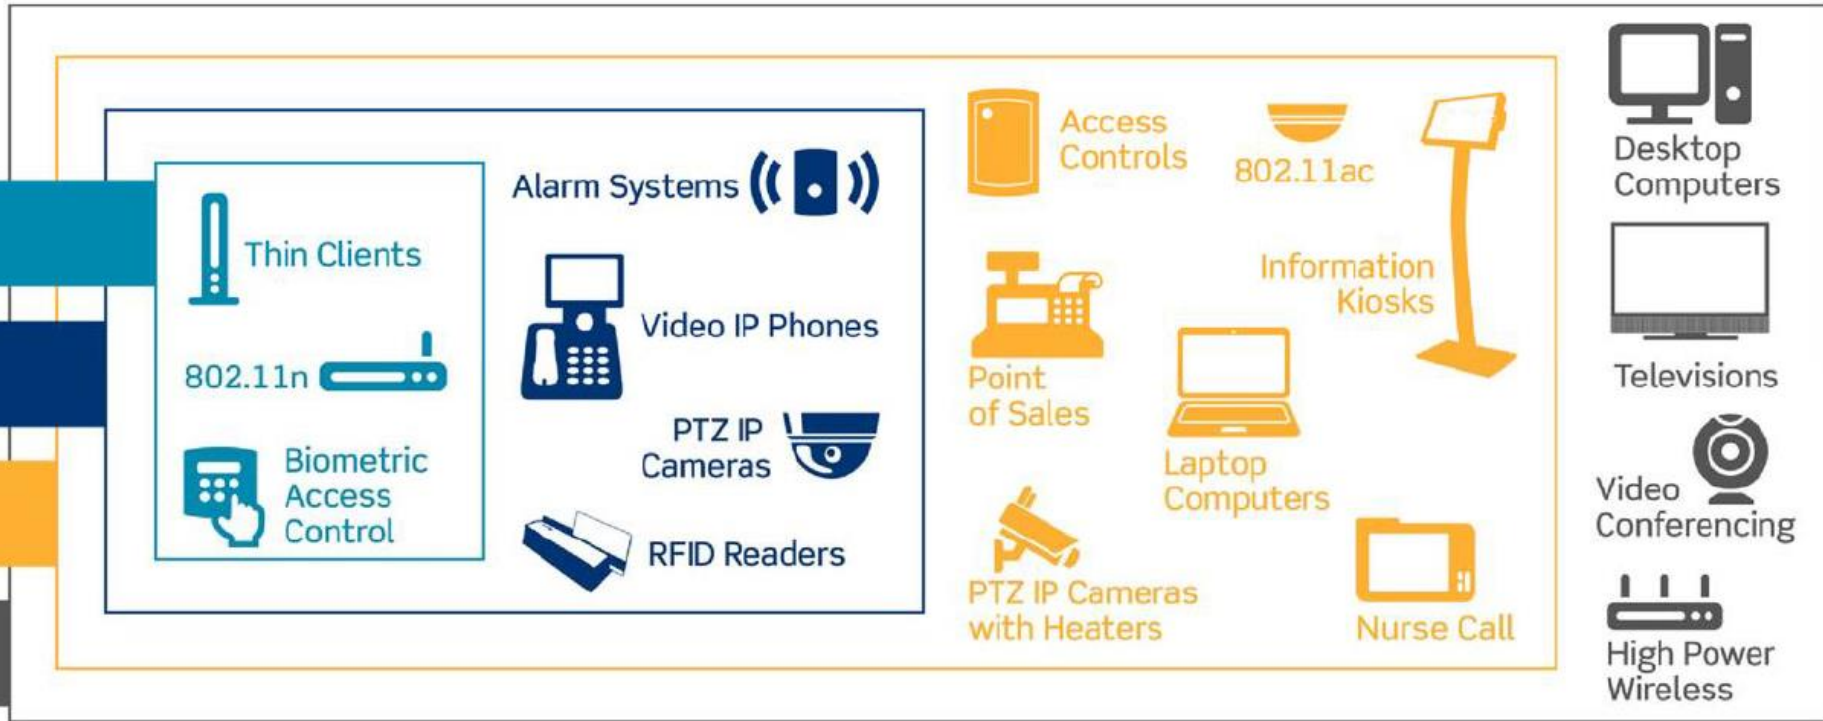 Thin Clients
802.11n
Biometric
Access
Control
Alarm Systems
Video IP Phones
PTZ IP
Cameras
RFID Readers
Access
Controls
802.11ac
Information
Kiosks
Point
of Sales
Laptop
Computers
PTZ IP Cameras
with Heaters
Nurse Call
Desktop
Computers
Televisions
Video
Conferencing
High Power
Wireless